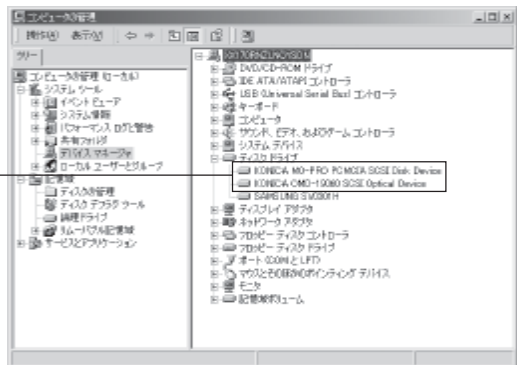 コンピュータの管理
操作(A) 表示(V)
ツリー
コンピュータの管理 (ローカル)
システム ツール
イベント ビューア
システム情報
パフォーマンス ログと警告
共有フォルダ
デバイス マネージャ
ローカル ユーザーとグループ
記憶域
ディスクの管理
ディスク デフラグ ツール
論理ドライブ
リムーバブル記憶域
サービスとアプリケーション
DVD/CD-ROM ドライブ
IDE ATA/ATAPI コントローラ
USB (Universal Serial Bus) コントローラ
キーボード
コンピュータ
サウンド、ビデオ、およびゲーム コントローラ
システム デバイス
ディスク ドライブ
KONICA MO-PRO PCMCIA SCSI Disk Device
KONICA OMD-15060 SCSI Optical Device
SAMSUNG SV2001H
ディスプレイ アダプタ
ネットワーク アダプタ
フロッピー ディスク コントローラ
フロッピー ディスク ドライブ
ポート (COM と LPT)
マウスとそのほかのポインティング デバイス
モニタ
記憶域ボリューム